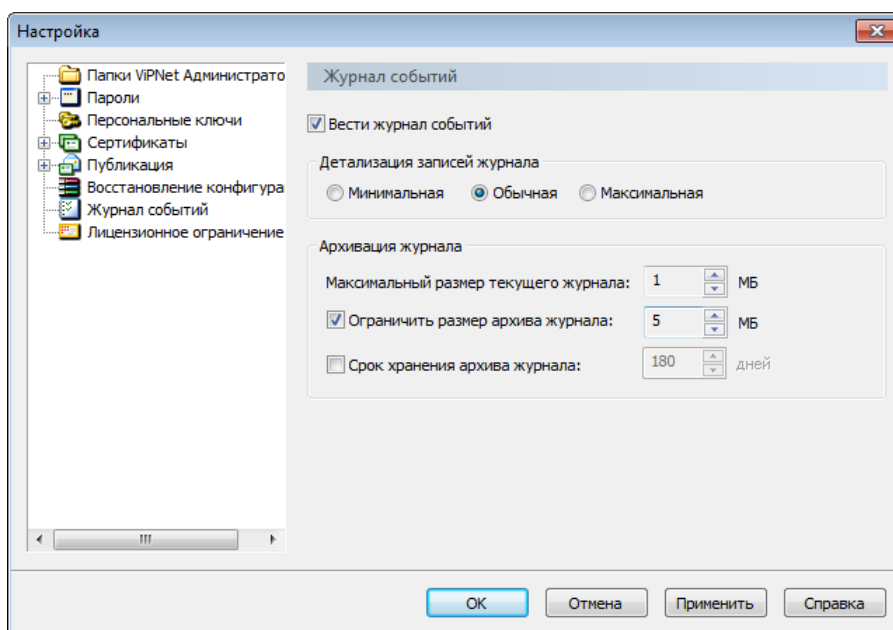 Настройка
Папки ViPNet Администрато
Пароли
Персональные ключи
Сертификаты
Публикация
Восстановление конфигура
Журнал событий
Лицензионное ограничение
Журнал событий
Вести журнал событий
Детализация записей журнала
Минимальная Обычная Максимальная
Архивация журнала
Максимальный размер текущего журнала: 1 МБ
Ограничить размер архива журнала: 5 МБ
Срок хранения архива журнала: 180 дней
OK Отмена Применить Справка